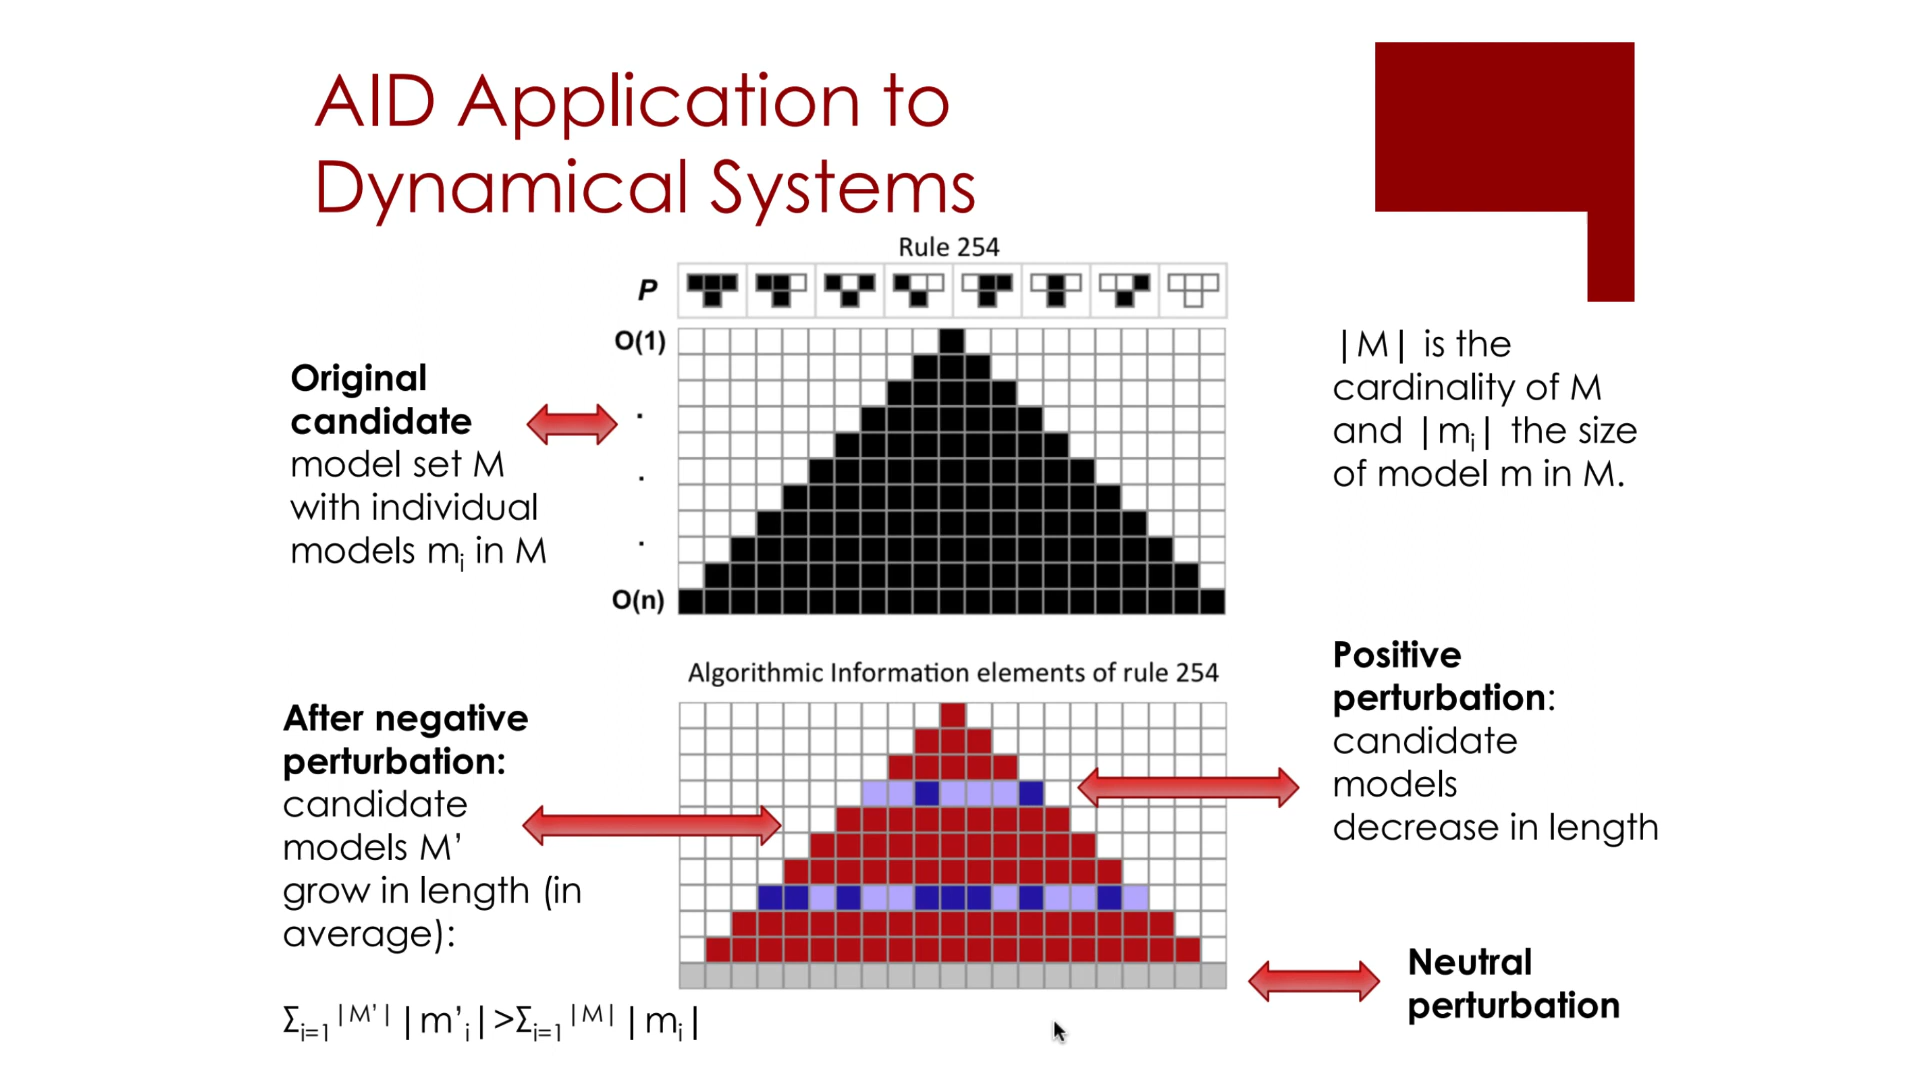 AID Application to
Dynamical Systems
Rule 254
P
O(1)
Original
candidate
model set M
with individual
models mᵢ in M
.
.
.
O(n)
|M| is the
cardinality of M
and |mᵢ| the size
of model m in M.
Algorithmic Information elements of rule 254
After negative
perturbation:
candidate
models M’
grow in length (in
average):
Σᵢ₌₁|M’| |m’ᵢ|>Σᵢ₌₁|M| |mᵢ|
Positive
perturbation:
candidate
models
decrease in length
Neutral
perturbation